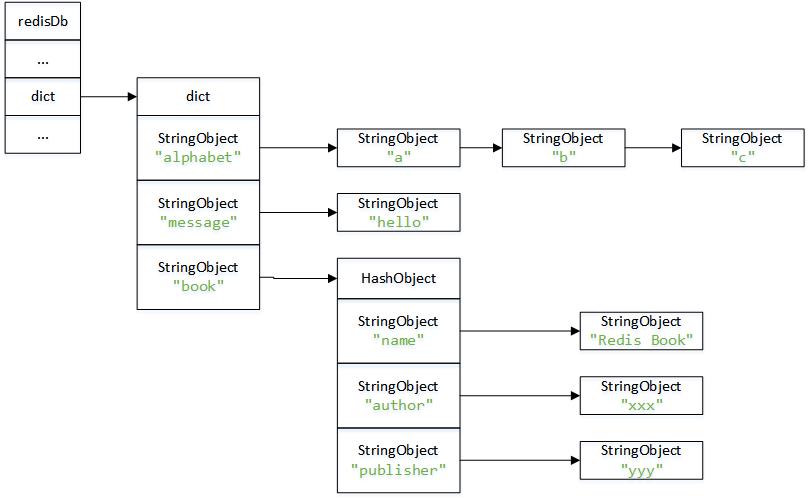 redisDb
...
dict
...
dict
StringObject
"alphabet"
StringObject
"a"
StringObject
"b"
StringObject
"c"
StringObject
"message"
StringObject
"hello"
StringObject
"book"
HashObject
StringObject
"name"
StringObject
"Redis Book"
StringObject
"author"
StringObject
"xxx"
StringObject
"publisher"
StringObject
"yyy"